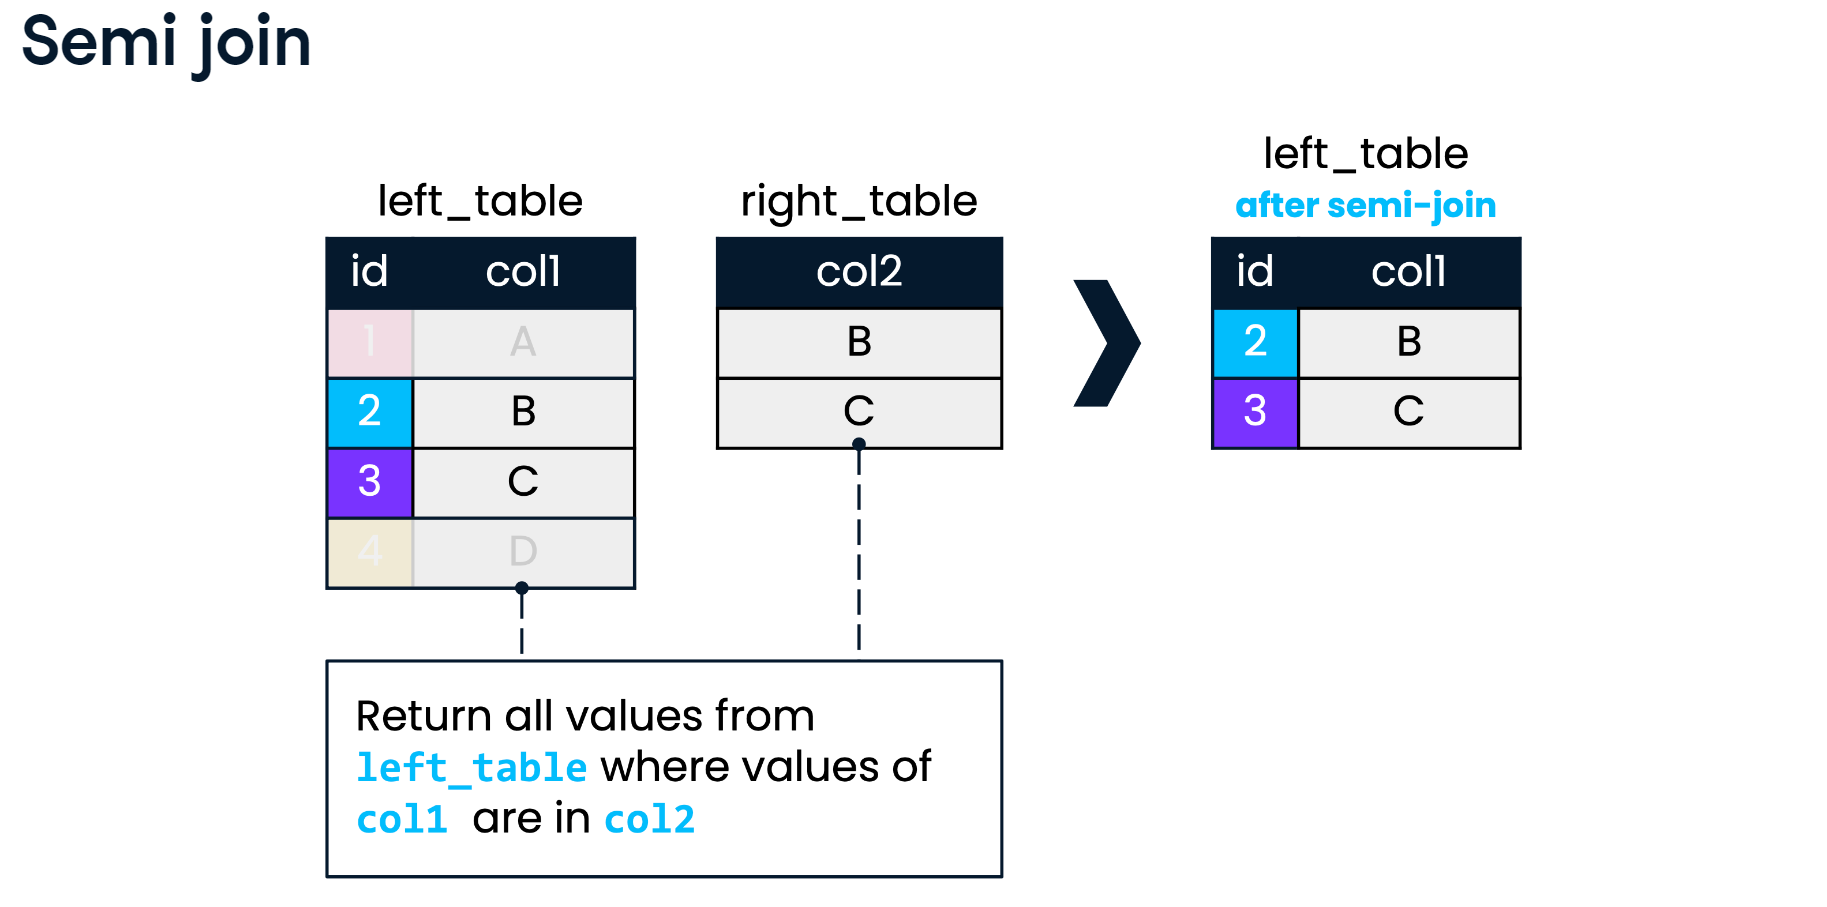 Semi join
left_table
right_table
left_table
after semi-join
id col1
1 A
2 B
3 C
4 D
col2
B
C
id col1
2 B
3 C
Return all values from
left_table where values of
col1 are in col2